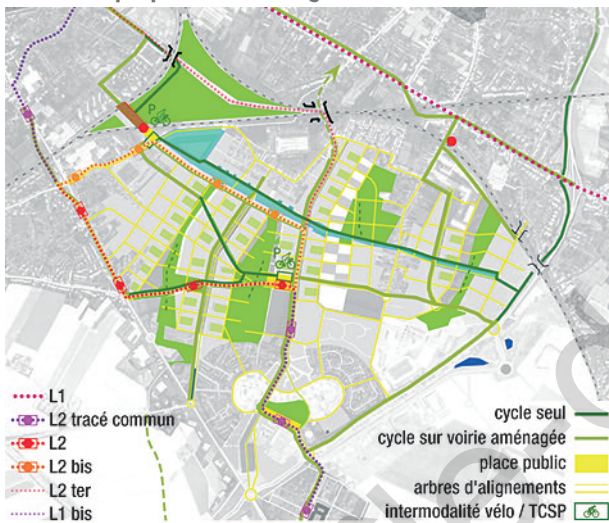 P
P
L1
L2 tracé commun
L2
L2 bis
L2 ter
L1 bis
cycle seul
cycle sur voirie aménagée
place public
arbres d'alignements
intermodalité vélo / TCSP